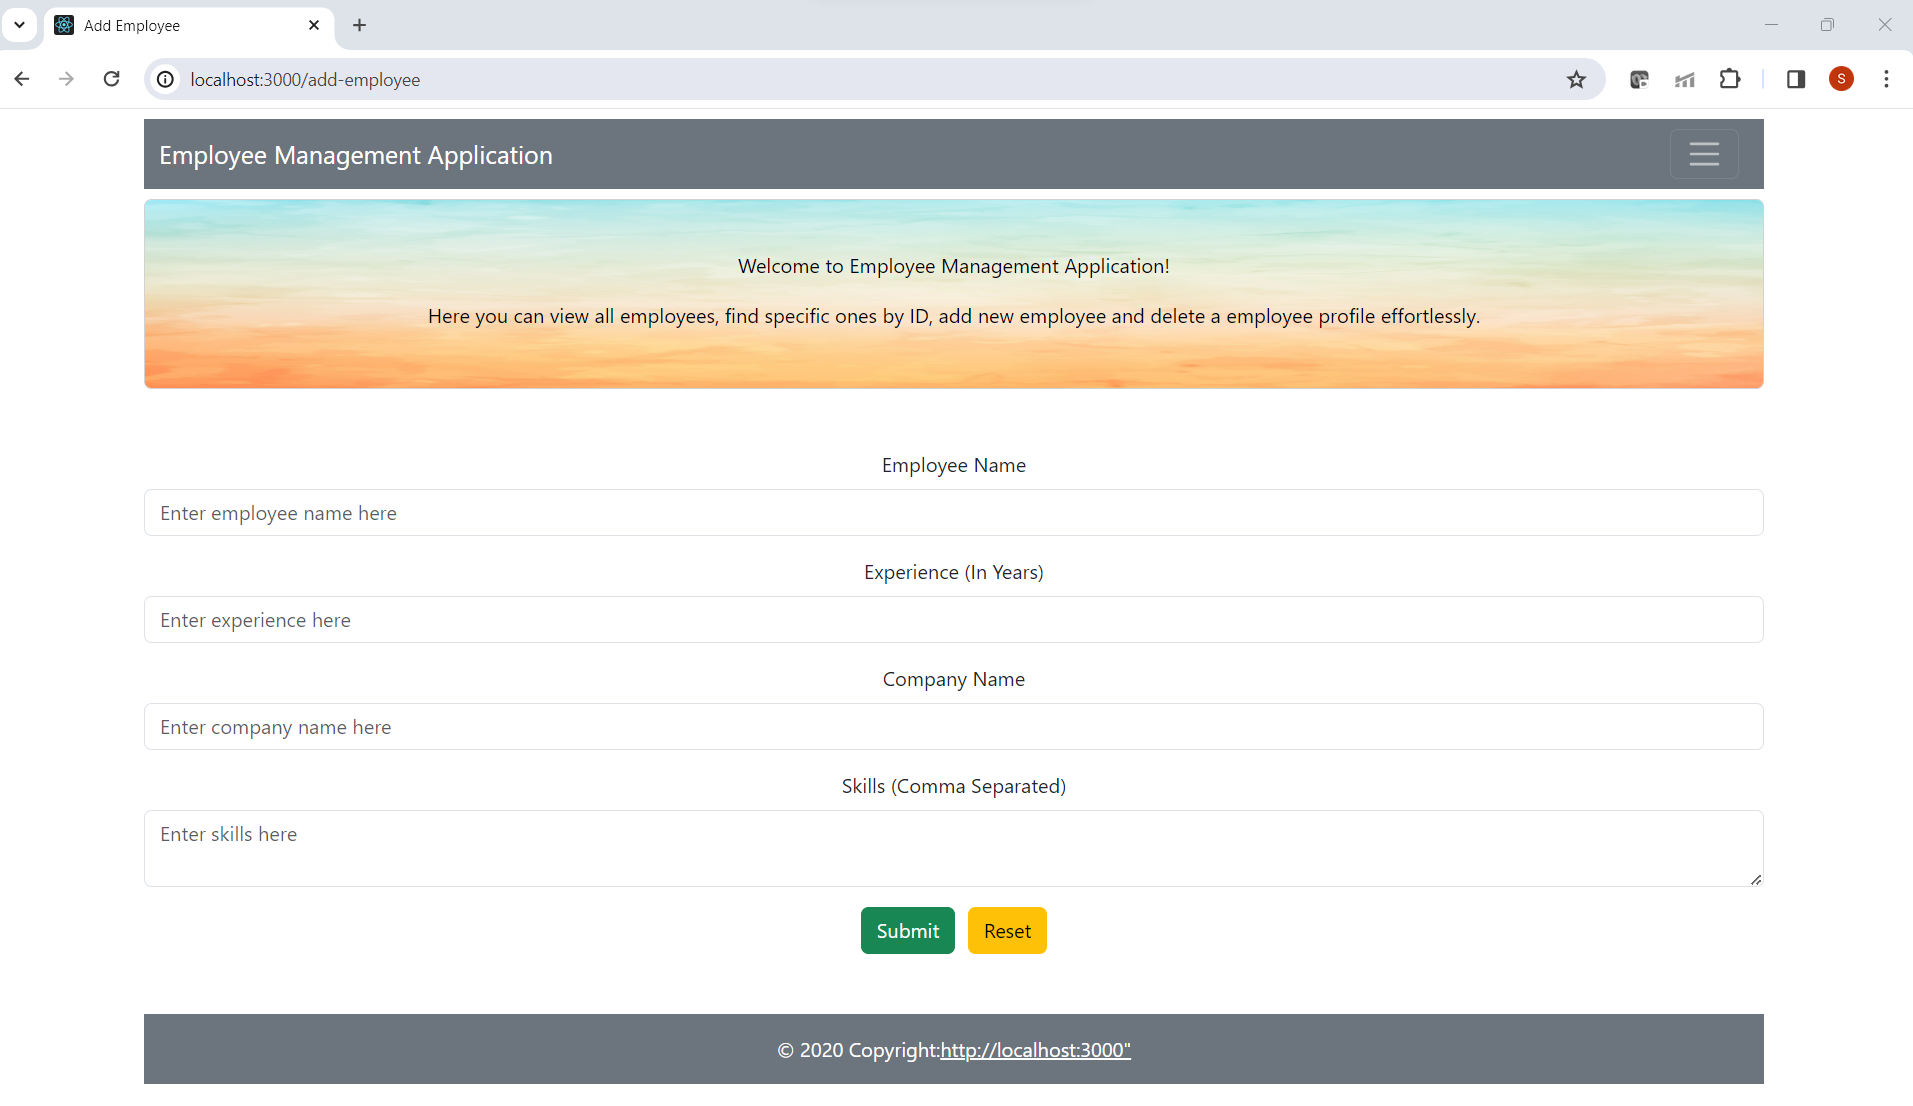 Add Employee
localhost:3000/add-employee
S
Employee Management Application
Welcome to Employee Management Application!
Here you can view all employees, find specific ones by ID, add new employee and delete a employee profile effortlessly.
Employee Name
Enter employee name here
Experience (In Years)
Enter experience here
Company Name
Enter company name here
Skills (Comma Separated)
Enter skills here
Submit Reset
© 2020 Copyright:http://localhost:3000"